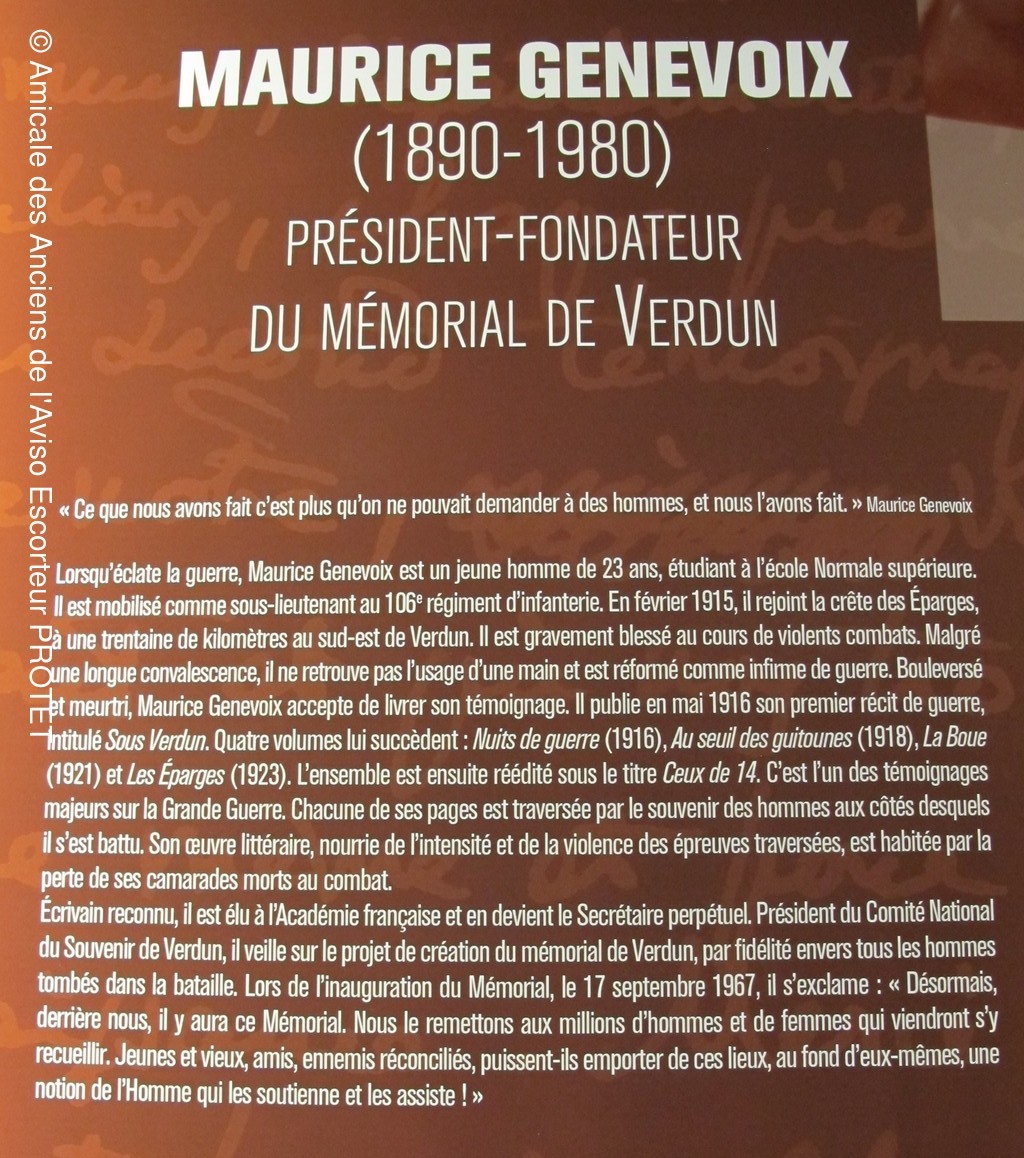 MAURICE GENEVOIX
(1890-1980)
PRÉSIDENT-FONDATEUR
DU MÉMORIAL DE VERDUN
« Ce que nous avons fait c'est plus qu'on ne pouvait demander à des hommes, et nous l'avons fait. » Maurice Genevoix
Lorsqu'éclate la guerre, Maurice Genevoix est un jeune homme de 23 ans, étudiant à l'école Normale supérieure.
Il est mobilisé comme sous-lieutenant au 106e régiment d'infanterie. En février 1915, il rejoint la crête des Éparges,
à une trentaine de kilomètres au sud-est de Verdun. Il est gravement blessé au cours de violents combats. Malgré
une longue convalescence, il ne retrouve pas l'usage d'une main et est réformé comme infirme de guerre. Bouleversé
et meurtri, Maurice Genevoix accepte de livrer son témoignage. Il publie en mai 1916 son premier récit de guerre,
intitulé Sous Verdun. Quatre volumes lui succèdent : Nuits de guerre (1916), Au seuil des guitounes (1918), La Boue
(1921) et Les Éparges (1923). L'ensemble est ensuite réédité sous le titre Ceux de 14. C'est l'un des témoignages
majeurs sur la Grande Guerre. Chacune de ses pages est traversée par le souvenir des hommes aux côtés desquels
il s'est battu. Son œuvre littéraire, nourrie de l'intensité et de la violence des épreuves traversées, est habitée par la
perte de ses camarades morts au combat.
Écrivain reconnu, il est élu à l'Académie française et en devient le Secrétaire perpétuel. Président du Comité National
du Souvenir de Verdun, il veille sur le projet de création du mémorial de Verdun, par fidélité envers tous les hommes
tombés dans la bataille. Lors de l'inauguration du Mémorial, le 17 septembre 1967, il s'exclame : « Désormais,
derrière nous, il y aura ce Mémorial. Nous le remettons aux millions d'hommes et de femmes qui viendront s'y
recueillir. Jeunes et vieux, amis, ennemis réconciliés, puissent-ils emporter de ces lieux, au fond d'eux-mêmes, une
notion de l'Homme qui les soutienne et les assiste ! »
© Amicale des Anciens de l'Aviso Escorteur PROTET